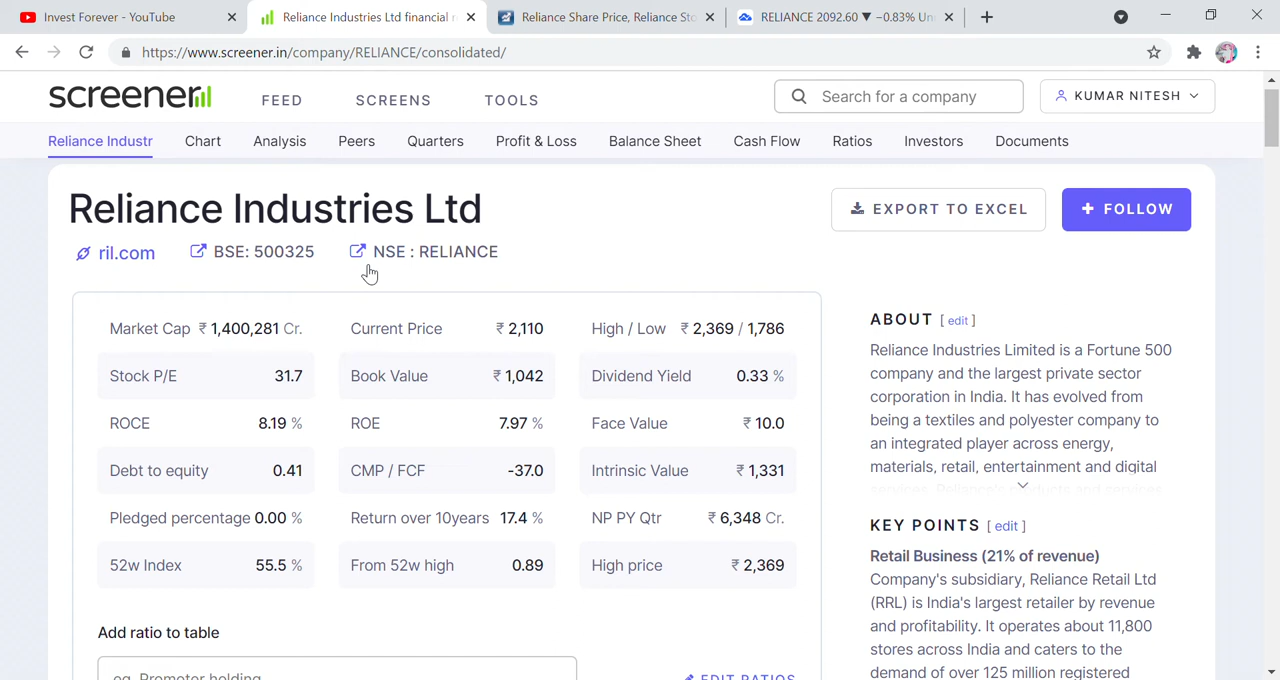 Invest Forever - YouTube
Reliance Industries Ltd financial r
Reliance Share Price, Reliance Sto
RELIANCE 2092.60 ▼ −0.83% Un
https://www.screener.in/company/RELIANCE/consolidated/
screener
FEED
SCREENS
TOOLS
Search for a company
KUMAR NITESH
Reliance Industr
Chart
Analysis
Peers
Quarters
Profit & Loss
Balance Sheet
Cash Flow
Ratios
Investors
Documents
Reliance Industries Ltd
EXPORT TO EXCEL
+ FOLLOW
ril.com
BSE: 500325
NSE : RELIANCE
Market Cap ₹ 1,400,281 Cr.
Current Price ₹ 2,110
High / Low ₹ 2,369 / 1,786
Stock P/E 31.7
Book Value ₹ 1,042
Dividend Yield 0.33 %
ROCE 8.19 %
ROE 7.97 %
Face Value ₹ 10.0
Debt to equity 0.41
CMP / FCF -37.0
Intrinsic Value ₹ 1,331
Pledged percentage 0.00 %
Return over 10years 17.4 %
NP PY Qtr ₹ 6,348 Cr.
52w Index 55.5 %
From 52w high 0.89
High price ₹ 2,369
Add ratio to table
eg. Promoter holding
EDIT RATIOS
ABOUT [ edit ]
Reliance Industries Limited is a Fortune 500
company and the largest private sector
corporation in India. It has evolved from
being a textiles and polyester company to
an integrated player across energy,
materials, retail, entertainment and digital
services. Reliance's products and services
KEY POINTS [ edit ]
Retail Business (21% of revenue)
Company's subsidiary, Reliance Retail Ltd
(RRL) is India's largest retailer by revenue
and profitability. It operates about 11,800
stores across India and caters to the
demand of over 125 million registered